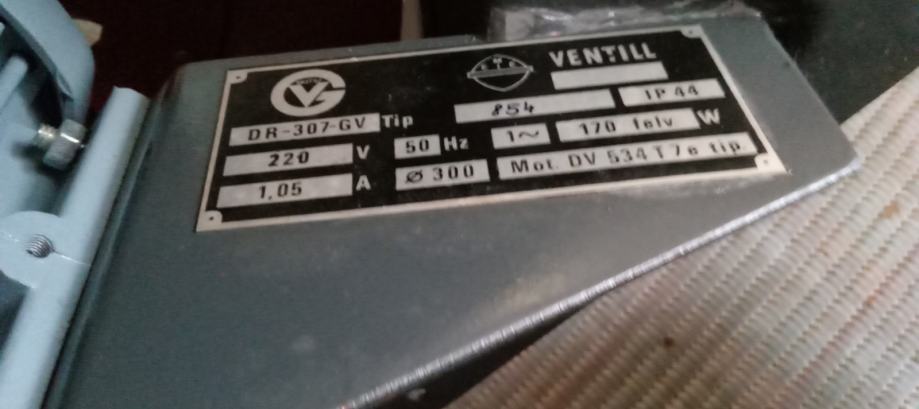 VENTILL
DR-307-GV Tip 854 IP 44
220 V 50 Hz 1~ 170 felv W
1,05 A ⌀ 300 Mot. DV 534 T 7e tip.